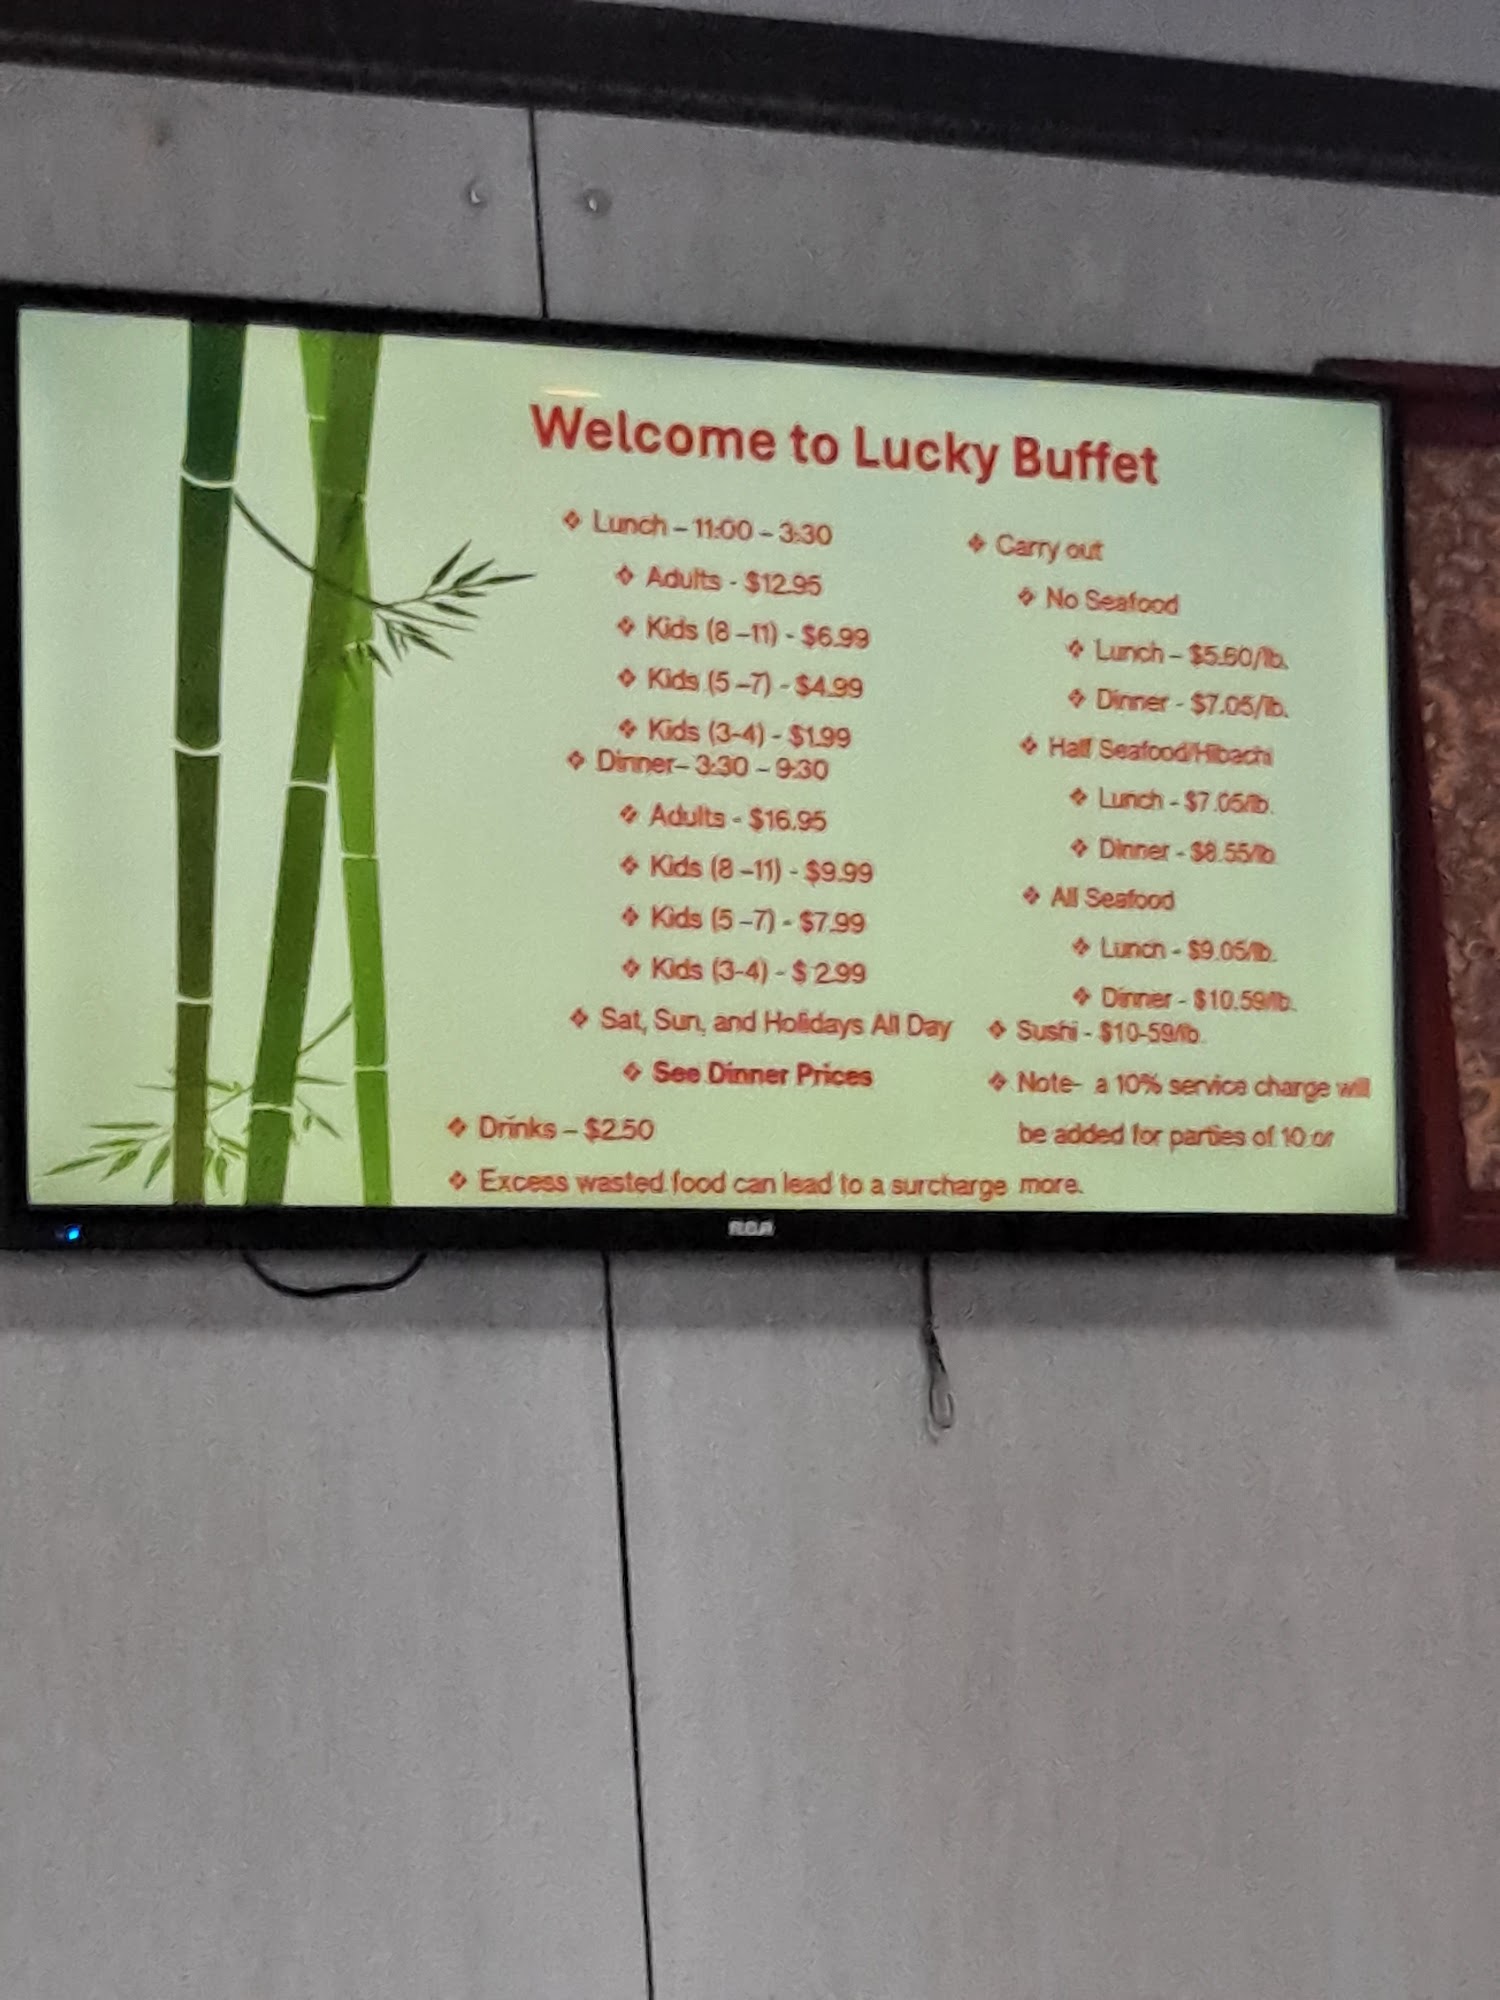 Welcome to Lucky Buffet
❖ Lunch – 11:00 – 3:30
❖ Adults - $12.95
❖ Kids (8 –11) - $6.99
❖ Kids (5 –7) - $4.99
❖ Kids (3-4) - $1.99
❖ Dinner– 3:30 – 9:30
❖ Adults - $16.95
❖ Kids (8 –11) - $9.99
❖ Kids (5 –7) - $7.99
❖ Kids (3-4) - $ 2.99
❖ Sat, Sun, and Holidays All Day
❖ See Dinner Prices
❖ Drinks – $2.50
❖ Excess wasted food can lead to a surcharge
❖ Carry out
❖ No Seafood
❖ Lunch – /lb.
❖ Dinner - $7.05/lb.
❖ Half Seafood/Hibachi
❖ Lunch - $7.05/lb.
❖ Dinner - $8.55/lb
❖ All Seafood
❖ Lunch - $9.05/lb.
❖ Dinner - $10.59/lb.
❖ Sushi - $10-59/lb.
❖ Note- a 10% service charge will
be added for parties of 10 or
more.
RCA